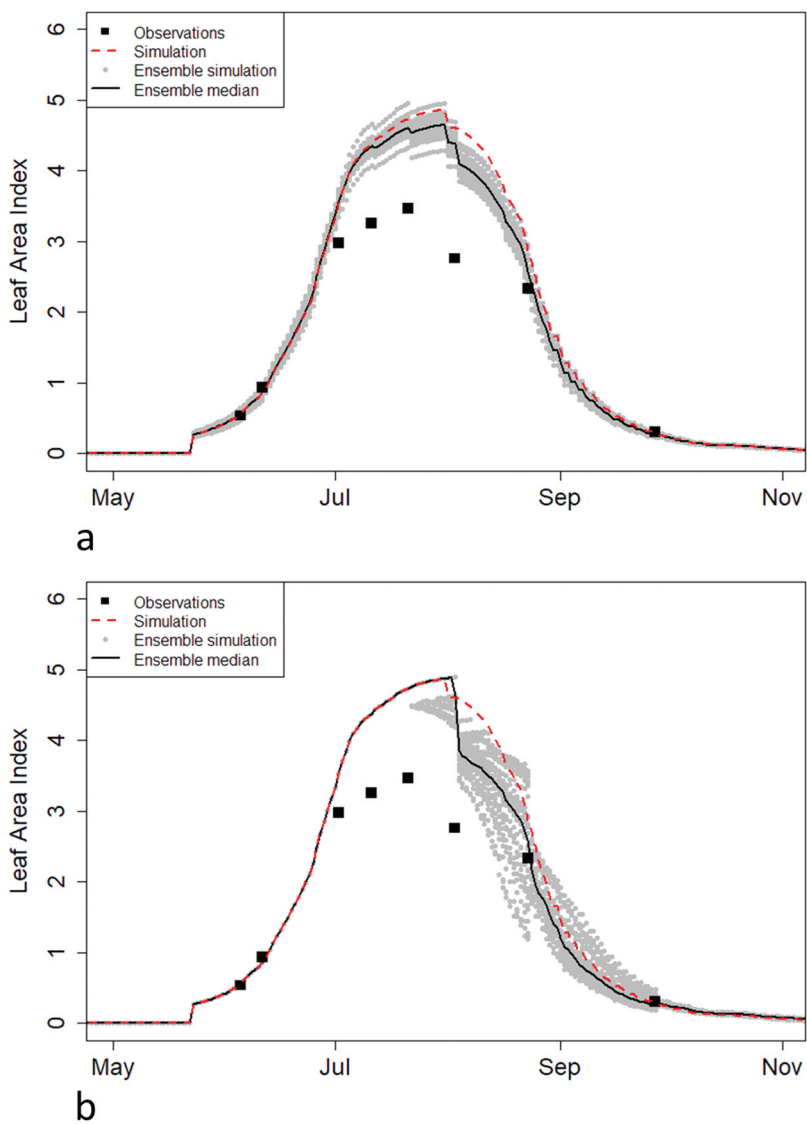 6
5
4
3
2
1
0
Leaf Area Index
Observations
Simulation
Ensemble simulation
Ensemble median
May Jul Sep Nov
a
6
5
4
3
2
1
0
Leaf Area Index
Observations
Simulation
Ensemble simulation
Ensemble median
May Jul Sep Nov
b